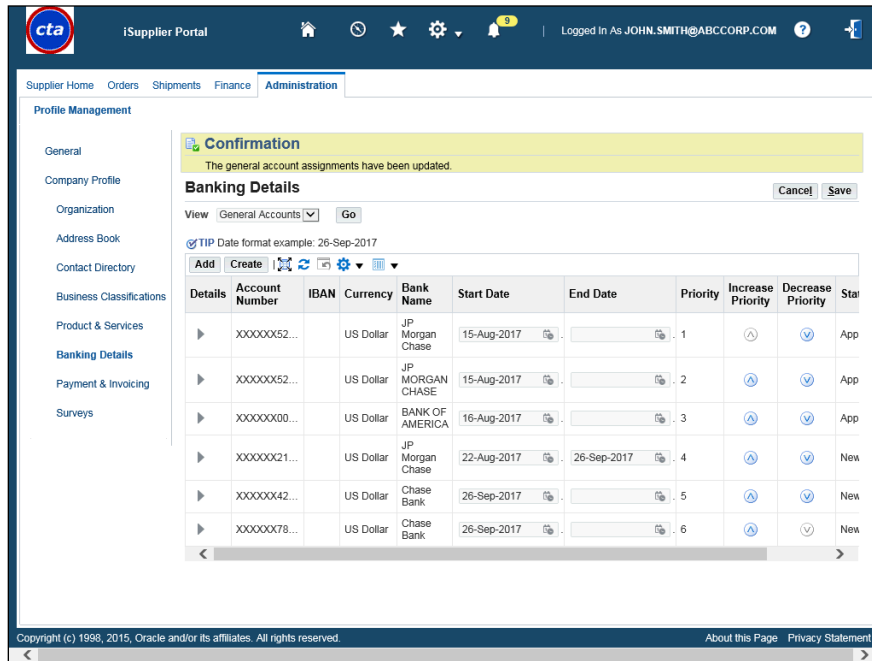 cta
iSupplier Portal
9
Logged In As JOHN.SMITH@ABCCORP.COM
?
Supplier Home Orders Shipments Finance Administration
Profile Management
General
Company Profile
Organization
Address Book
Contact Directory
Business Classifications
Product & Services
Banking Details
Payment & Invoicing
Surveys
Confirmation
The general account assignments have been updated.
Banking Details
Cancel Save
View General Accounts Go
TIP Date format example: 26-Sep-2017
Add Create
Details Account Number IBAN Currency Bank Name Start Date End Date Priority Increase Priority Decrease Priority Stat
XXXXXX52... US Dollar JP Morgan Chase 15-Aug-2017 1 App
XXXXXX52... US Dollar JP MORGAN CHASE 15-Aug-2017 2 App
XXXXXX00... US Dollar BANK OF AMERICA 16-Aug-2017 3 App
XXXXXX21... US Dollar JP Morgan Chase 22-Aug-2017 26-Sep-2017 4 New
XXXXXX42... US Dollar Chase Bank 26-Sep-2017 5 New
XXXXXX78... US Dollar Chase Bank 26-Sep-2017 6 New
Copyright (c) 1998, 2015, Oracle and/or its affiliates. All rights reserved.
About this Page Privacy Statement